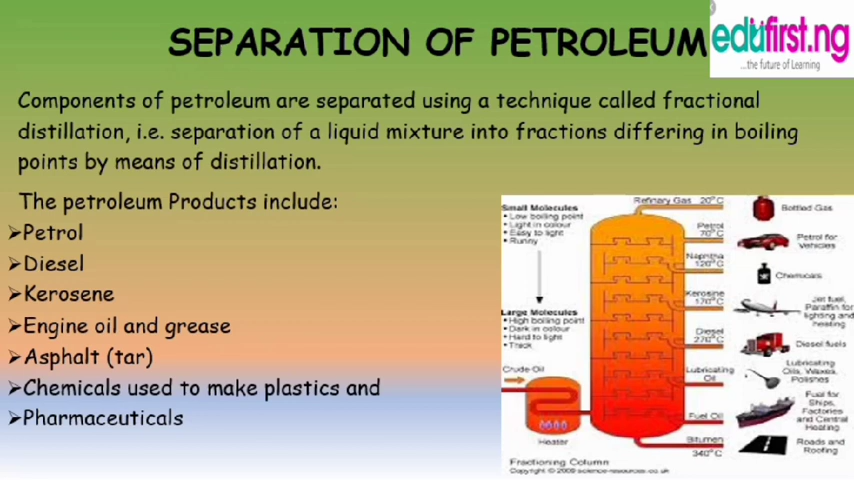 SEPARATION OF PETROLEUM
edufirst.ng
...the future of Learning
Components of petroleum are separated using a technique called fractional
distillation, i.e. separation of a liquid mixture into fractions differing in boiling
points by means of distillation.
The petroleum Products include:
➢Petrol
➢Diesel
➢Kerosene
➢Engine oil and grease
➢Asphalt (tar)
➢Chemicals used to make plastics and
➢Pharmaceuticals
Small Molecules
• Low boiling point
• Light in colour
• Easy to light
• Runny
Large Molecules
• High boiling point
• Dark in colour
• Hard to light
• Thick
Crude Oil
Heater
Fractioning Column
Copyright © 2009 science-resources.co.uk
Refinery Gas 20°C
Petrol
70°C
Naphtha
120°C
Kerosine
170°C
Diesel
270°C
Lubricating
Oil
Fuel Oil
Bitumen
340°C
Bottled Gas
Petrol for
Vehicles
Chemicals
Jet fuel,
Paraffin for
lighting and
heating
Diesel fuels
Lubricating
Oils, Waxes,
Polishes
Fuel for
Ships,
Factories
and Central
Heating
Roads and
Roofing